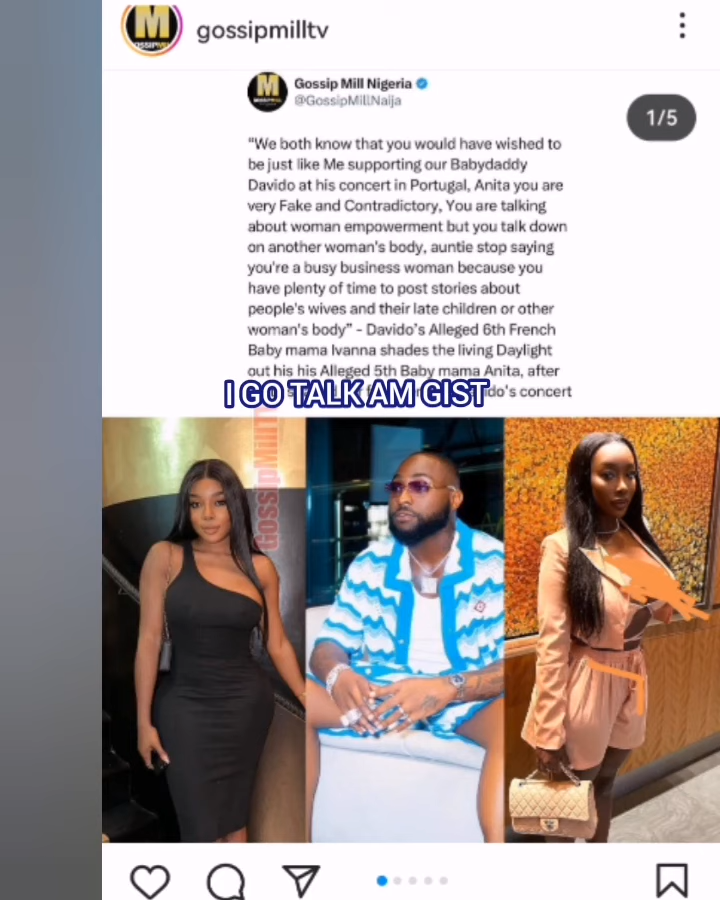 gossipmilltv
Gossip Mill Nigeria
@GossipMillNaija
1/5
"We both know that you would have wished to
be just like Me supporting our Babydaddy
Davido at his concert in Portugal, Anita you are
very Fake and Contradictory, You are talking
about woman empowerment but you talk down
on another woman's body, auntie stop saying
you're a busy business woman because you
have plenty of time to post stories about
people's wives and their late children or other
woman's body" - Davido's Alleged 6th French
Baby mama Ivanna shades the living Daylight
out his his Alleged 5th Baby mama Anita, after
concert
I GO TALK AM GIST
GossipMillTV